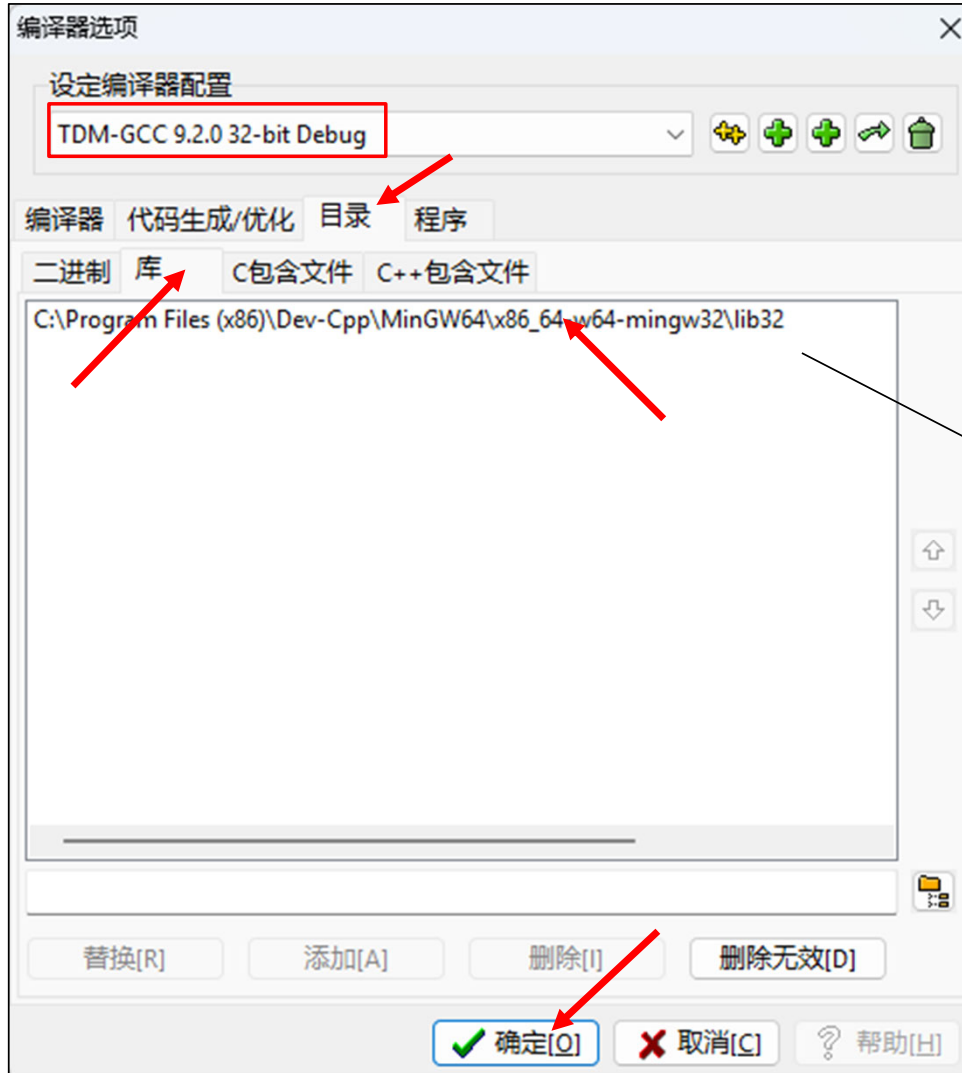 编译器选项
设定编译器配置
TDM-GCC 9.2.0 32-bit Debug
编译器 代码生成/优化 目录 程序
二进制 库 C包含文件 C++包含文件
C:\Program Files (x86)\Dev-Cpp\MinGW64\x86_64-w64-mingw32\lib32
替换[R] 添加[A] 删除[I] 删除无效[D]
确定[O] 取消[C] 帮助[H]